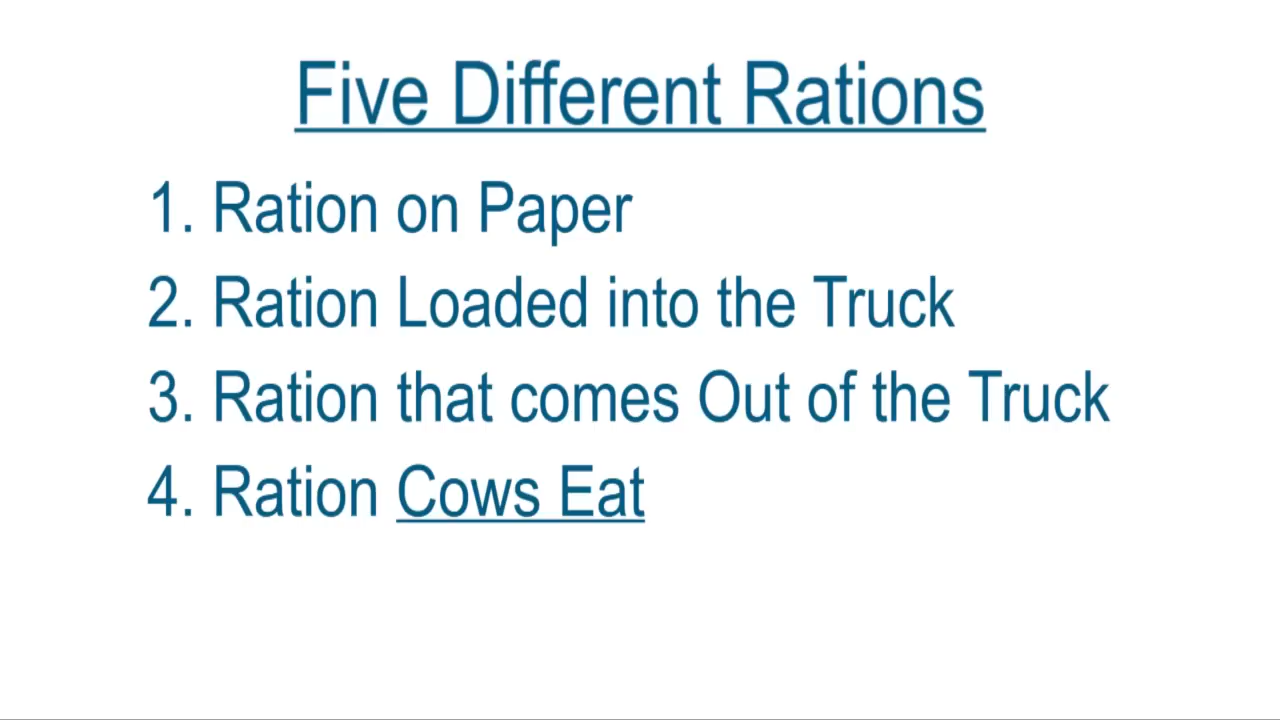 Five Different Rations
1. Ration on Paper
2. Ration Loaded into the Truck
3. Ration that comes Out of the Truck
4. Ration Cows Eat